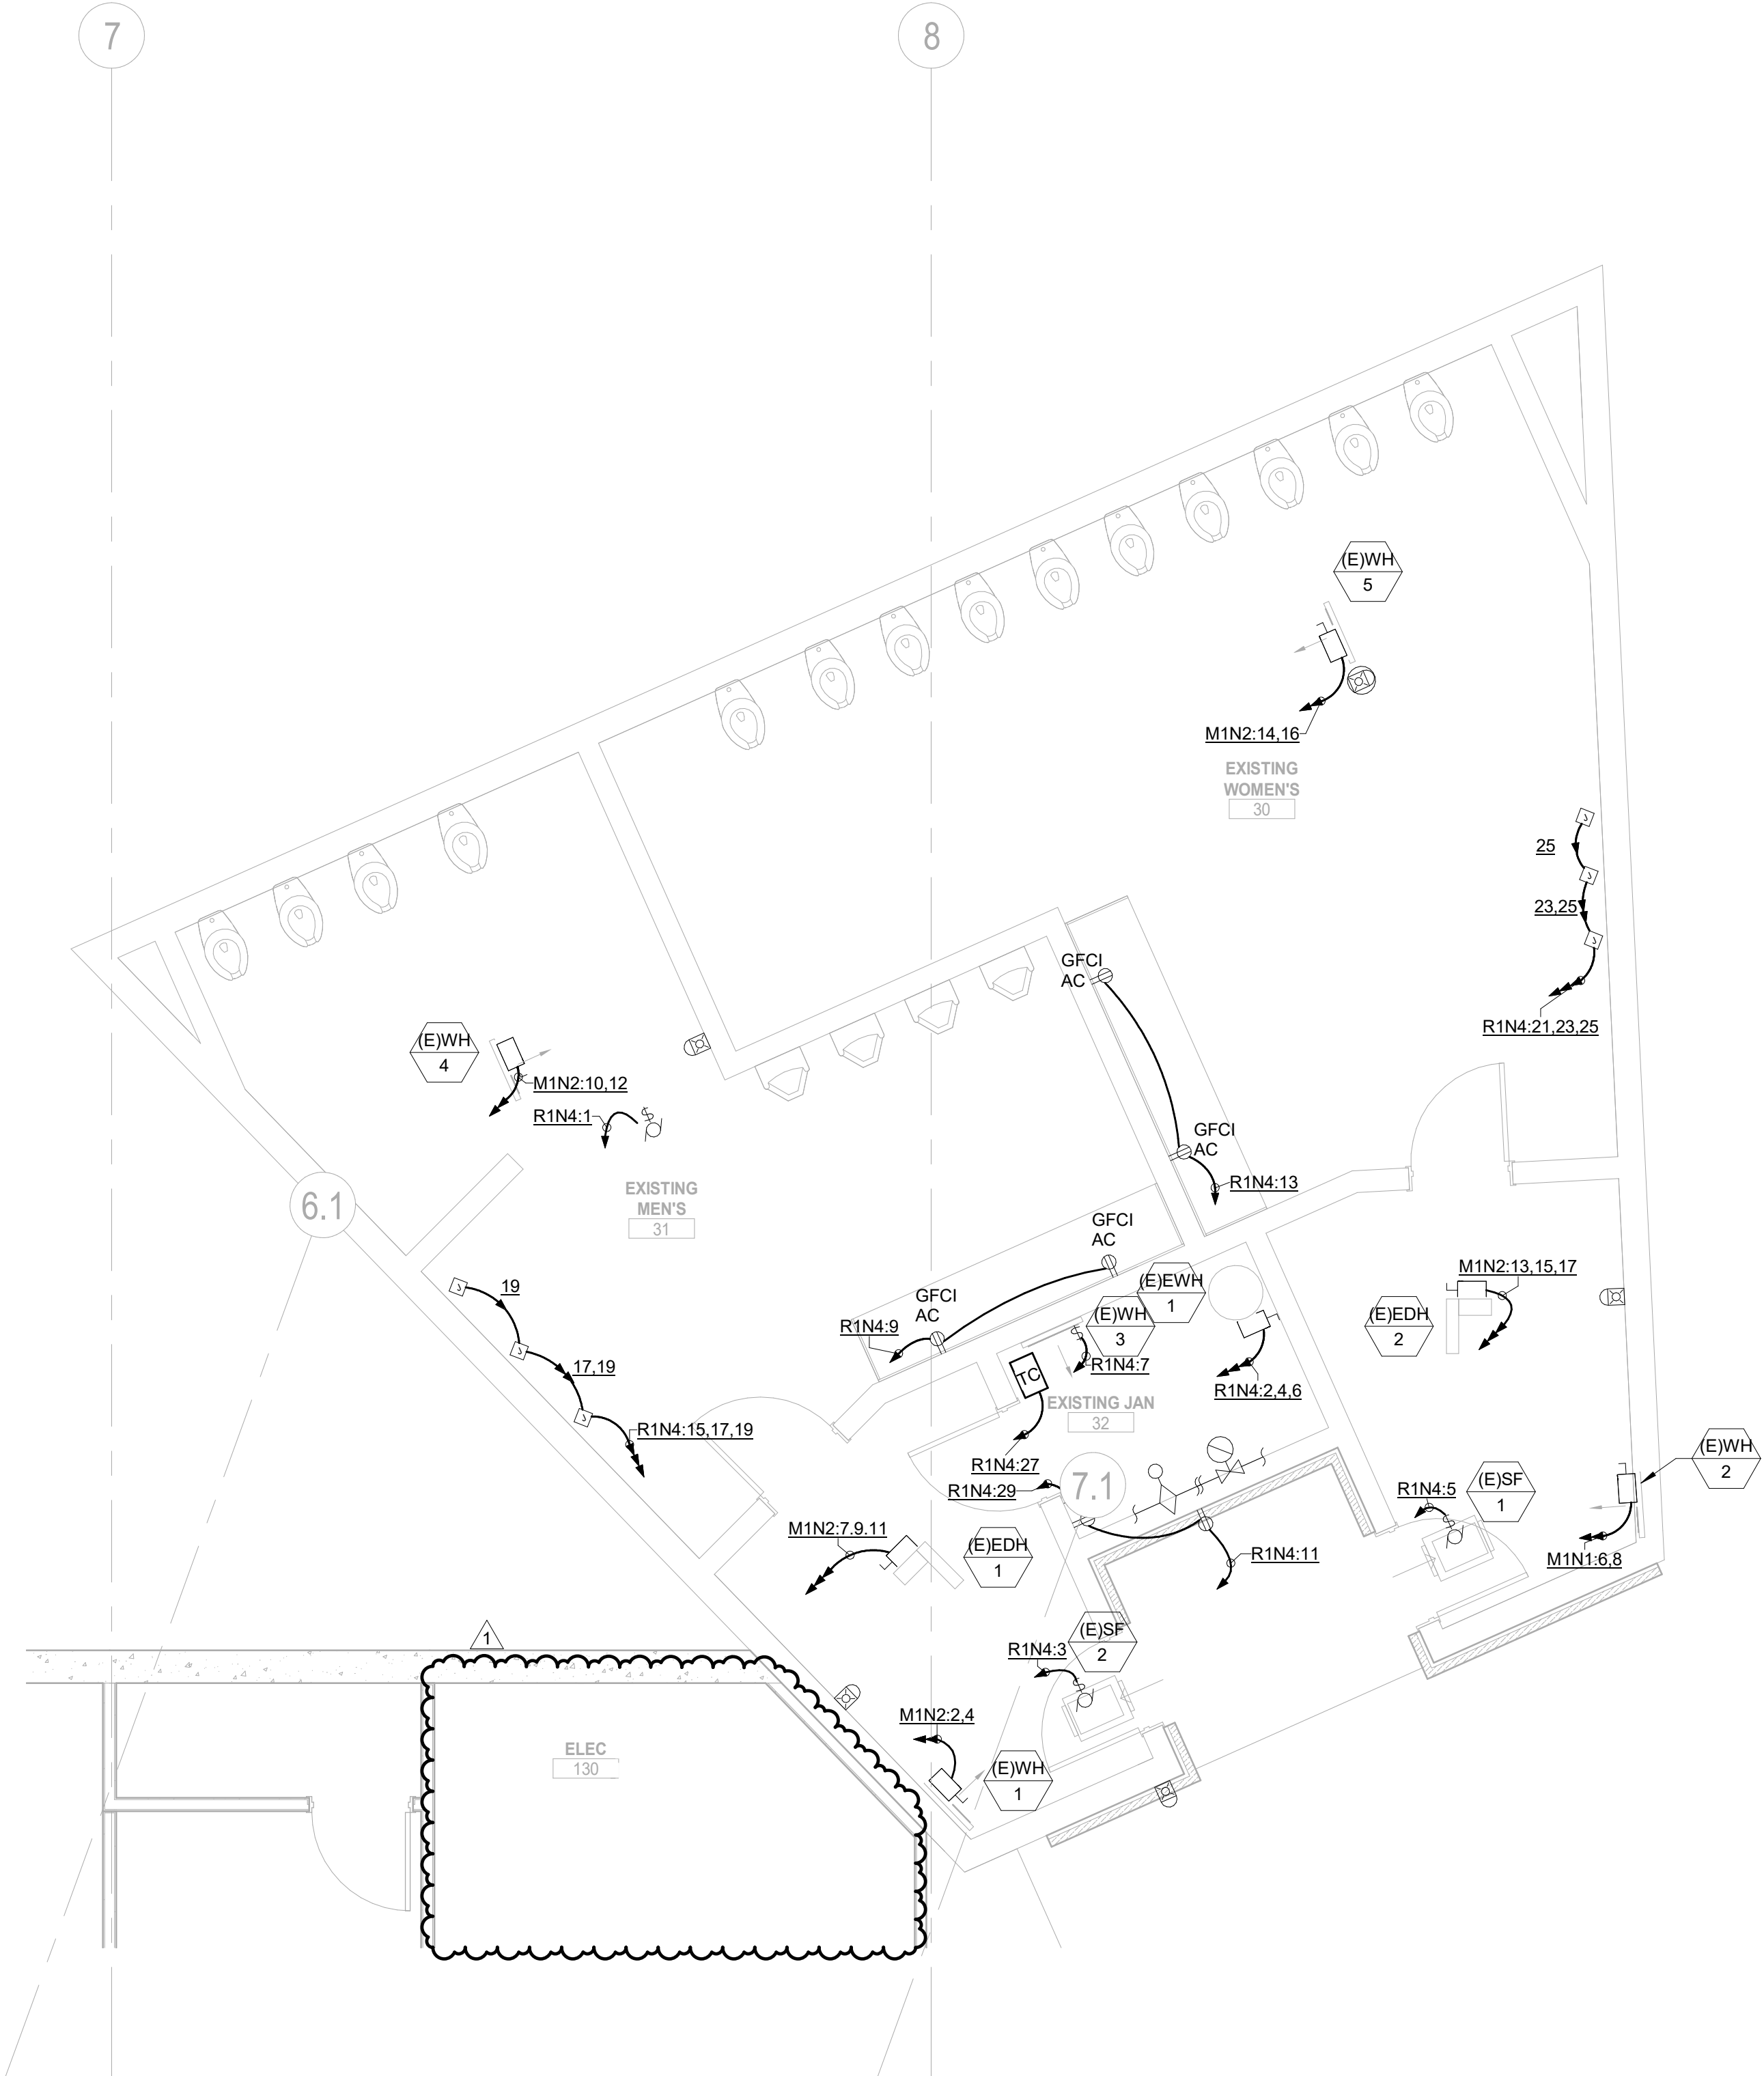 7
8
(E)WH
5
M1N2:14,16
EXISTING
WOMEN'S
30
25
23,25
R1N4:21,23,25
GFCI
AC
(E)WH
4
M1N2:10,12
R1N4:1
GFCI
AC
R1N4:13
EXISTING
MEN'S
31
6.1
GFCI
AC
19
GFCI
AC
R1N4:9
(E)EWH
1
(E)WH
3
M1N2:13,15,17
(E)EDH
2
17,19
TC
R1N4:7
R1N4:2,4,6
EXISTING JAN
32
R1N4:15,17,19
R1N4:27
R1N4:29
7.1
(E)WH
2
(E)SF
1
R1N4:5
M1N2:7.9.11
(E)EDH
1
R1N4:11
M1N1:6,8
1
(E)SF
2
R1N4:3
M1N2:2,4
ELEC
130
(E)WH
1
J
J
J
J
J
J
$
$
$
$